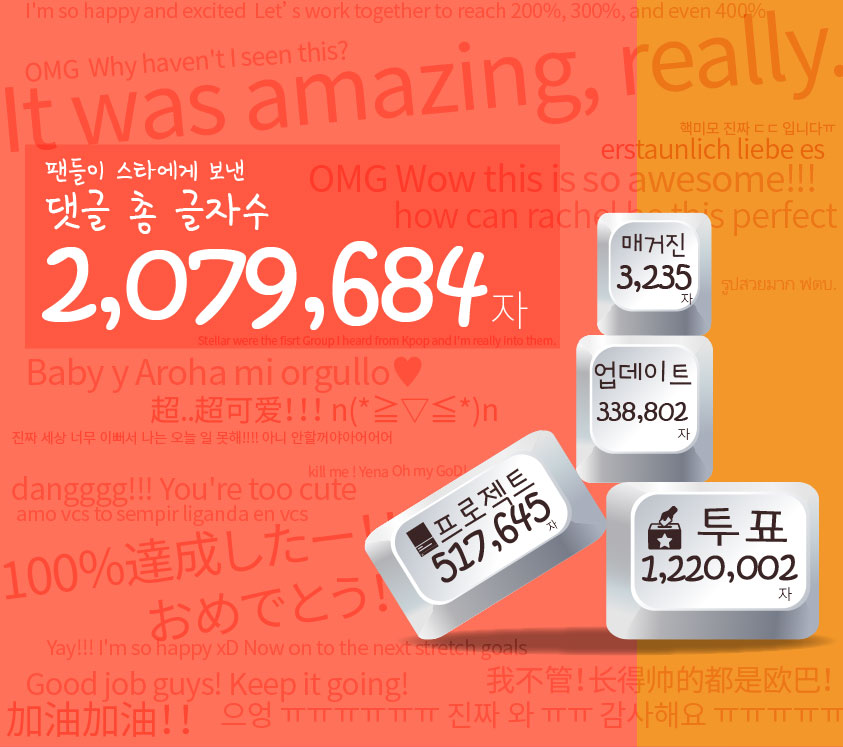 I'm so happy and excited Let's work together to reach 200%, 300%, and even 400%
OMG Why haven't I seen this?
It was amazing, really.
핵미모 진짜 ㄷㄷ 입니다ㅠ
erstaunlich liebe es
팬들이 스타에게 보낸
댓글 총 글자수
2,079,684 자
OMG Wow this is so awesome!!!
how can rachel be this perfect
매거진
3,235
자
รูปสวยมาก ฟตบ.
Stellar were the fisrt Group I heard from Kpop and I'm really into them.
업데이트
338,802
자
Baby y Aroha mi orgullo♥
超..超可爱!!! n(*≧▽≦*)n
진짜 세상 너무 이뻐서 나는 오늘 일 못해!!!! 아니 안할꺼야아어어어
kill me ! Yena Oh my GoD!
dangggg!!! You're too cute
amo vcs to sempir liganda en vcs
프로젝트
517,645
자
투표
1,220,002
자
100%達成したー!!
おめでとう!
Yay!!! I'm so happy xD Now on to the next stretch goals
Good job guys! Keep it going!
我不管!长得帅的都是欧巴!
加油加油!!
으엉 ㅠㅠㅠㅠㅠㅠ 진짜 와 ㅠㅠ 감사해요 ㅠㅠㅠㅠㅠ